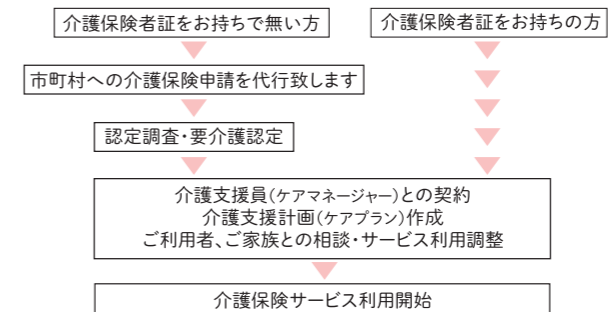 介護保険者証をお持ちで無い方
介護保険者証をお持ちの方
市町村への介護保険申請を代行致します
認定調査・要介護認定
介護支援員(ケアマネージャー)との契約
介護支援計画(ケアプラン)作成
ご利用者、ご家族との相談・サービス利用調整
介護保険サービス利用開始